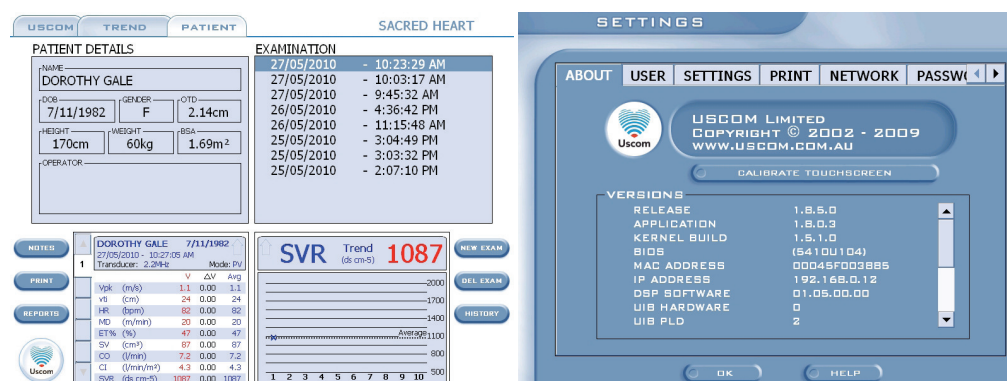 USCOM TREND PATIENT SACRED HEART
PATIENT DETAILS
NAME
DOROTHY GALE
DOB GENDER OTD
7/11/1982 F 2.14cm
HEIGHT WEIGHT BSA
170cm 60kg 1.69m²
OPERATOR
EXAMINATION
27/05/2010 - 10:23:29 AM
27/05/2010 - 10:03:17 AM
27/05/2010 - 9:45:32 AM
26/05/2010 - 4:36:42 PM
26/05/2010 - 11:15:48 AM
25/05/2010 - 3:04:49 PM
25/05/2010 - 3:03:32 PM
25/05/2010 - 2:07:10 PM
NOTES
PRINT
REPORTS
Uscom
1
DOROTHY GALE 7/11/1982
27/05/2010 - 10:27:05 AM
Transducer: 2.2MHz Mode: PV
V ΔV Avg
Vpk (m/s) 1.1 0.00 1.1
vti (cm) 24 0.00 24
HR (bpm) 82 0.00 82
MD (m/min) 20 0.00 20
ET% (%) 47 0.00 47
SV (cm³) 87 0.00 87
CO (l/min) 7.2 0.00 7.2
CI (l/min/m²) 4.3 0.00 4.3
SVR (ds cm-5) 1087 0.00 1087
SVR Trend (ds cm-5) 1087
2000
1700
1400
Average
1100
800
500
1 2 3 4 5 6 7 8 9 10
NEW EXAM
DEL EXAM
HISTORY
SETTINGS
ABOUT USER SETTINGS PRINT NETWORK PASSW
Uscom
USCOM LIMITED
COPYRIGHT © 2002 - 2009
WWW.USCOM.COM.AU
CALIBRATE TOUCHSCREEN
VERSIONS
RELEASE 1.8.5.0
APPLICATION 1.8.0.3
KERNEL BUILD 1.5.1.0
BIOS (5410U104)
MAC ADDRESS 00045F003B85
IP ADDRESS 192.168.0.12
DSP SOFTWARE 01.05.00.00
UIB HARDWARE 0
UIB PLD 2
OK HELP